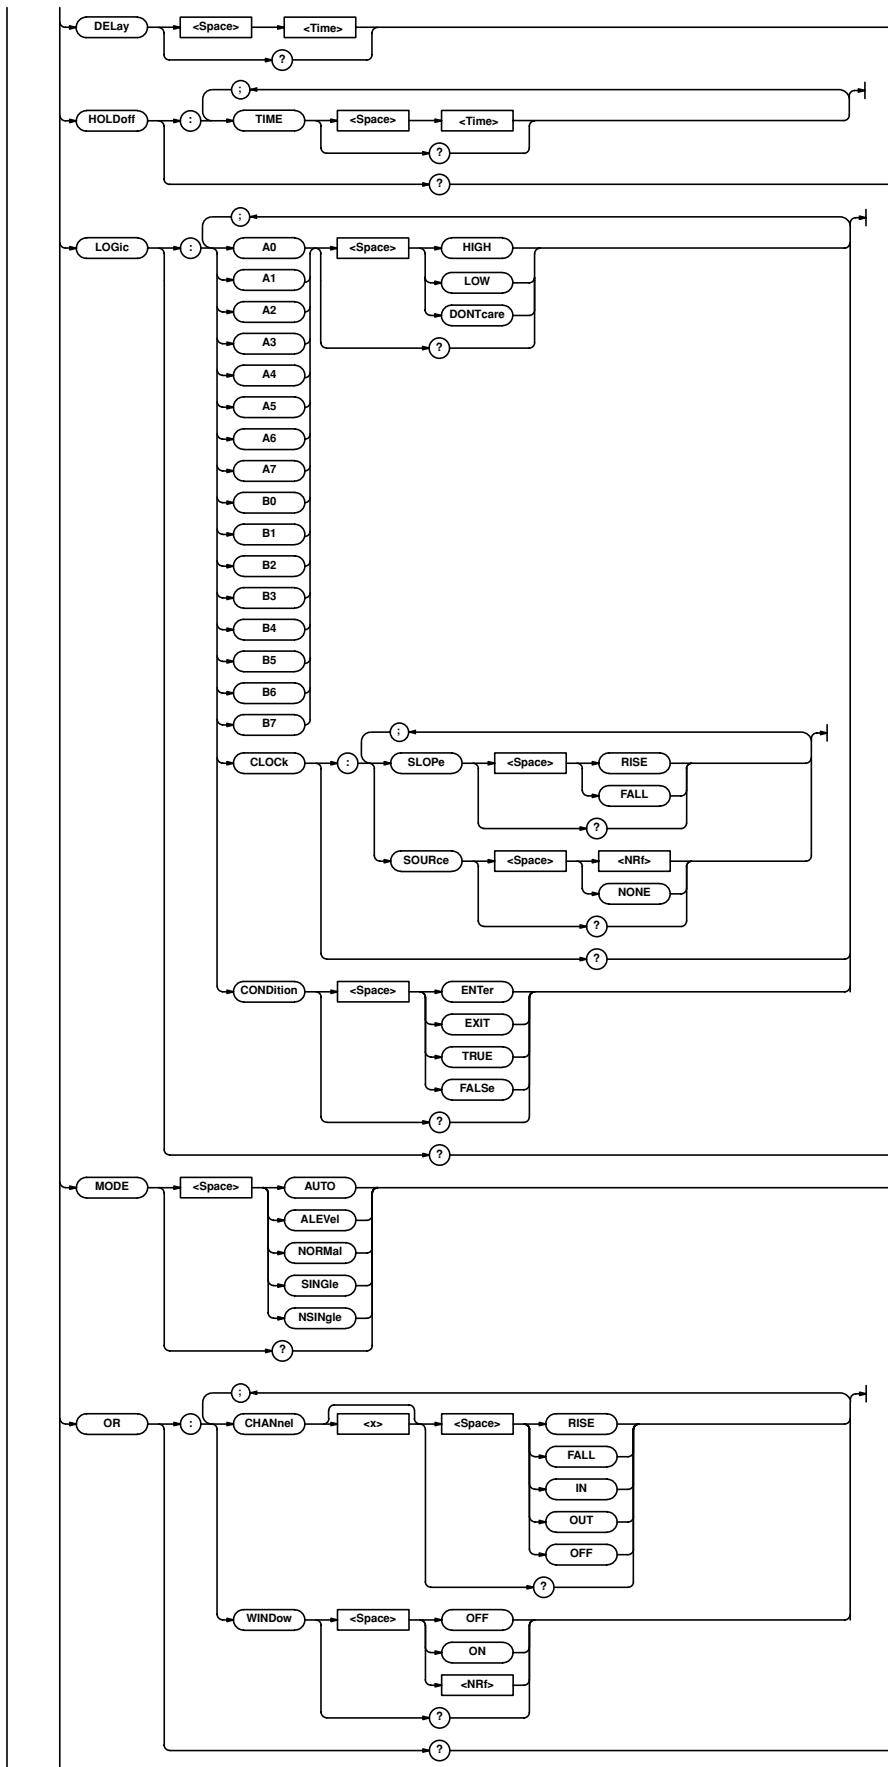 DELay <Space> <Time>
?
;
HOLDoff : TIME <Space> <Time>
?
?
;
LOGic : A0 <Space> HIGH
A1 LOW
A2 DONTcare
A3 ?
A4
A5
A6
A7
B0
B1
B2
B3
B4
B5
B6
B7
;
CLOCk : SLOPe <Space> RISE
FALL
?
SOURce <Space> <NRf>
NONE
?
?
CONDition <Space> ENTer
EXIT
TRUE
FALSe
?
?
MODE <Space> AUTO
ALEVel
NORMal
SINGle
NSINgle
?
;
OR : CHANnel <x> <Space> RISE
FALL
IN
OUT
OFF
?
WINDow <Space> OFF
ON
<NRf>
?
?